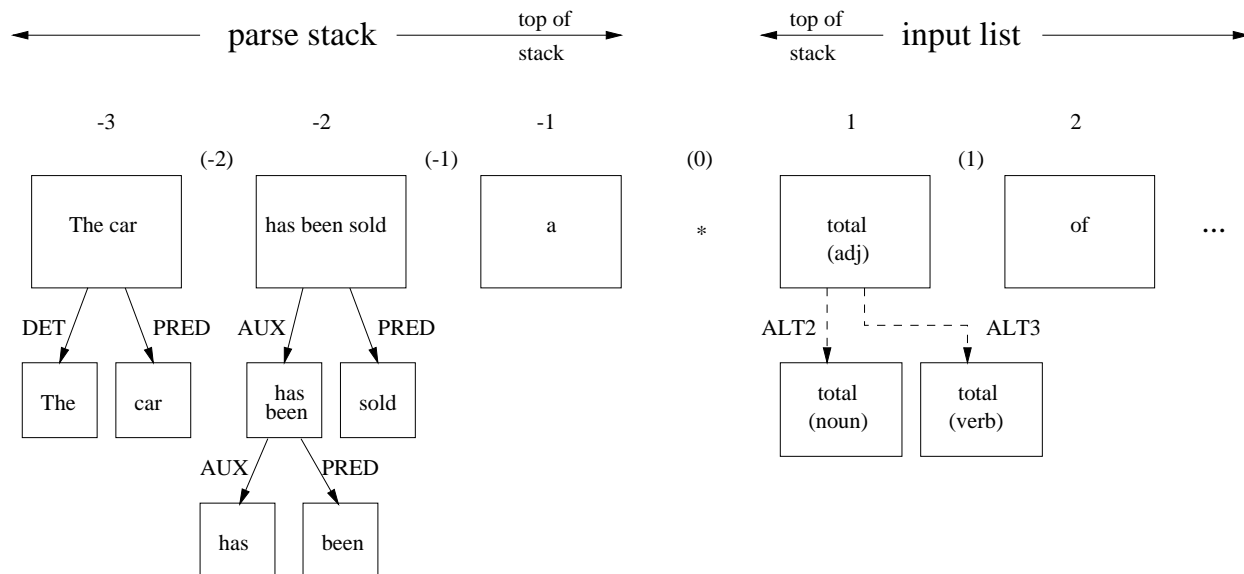 parse stack
top of
stack
top of
stack
input list
-3
-2
-1
1
2
(-2)
(-1)
(0)
(1)
The car
has been sold
a
*
total
(adj)
of
...
DET
PRED
AUX
PRED
ALT2
ALT3
The
car
has
been
sold
total
(noun)
total
(verb)
AUX
PRED
has
been